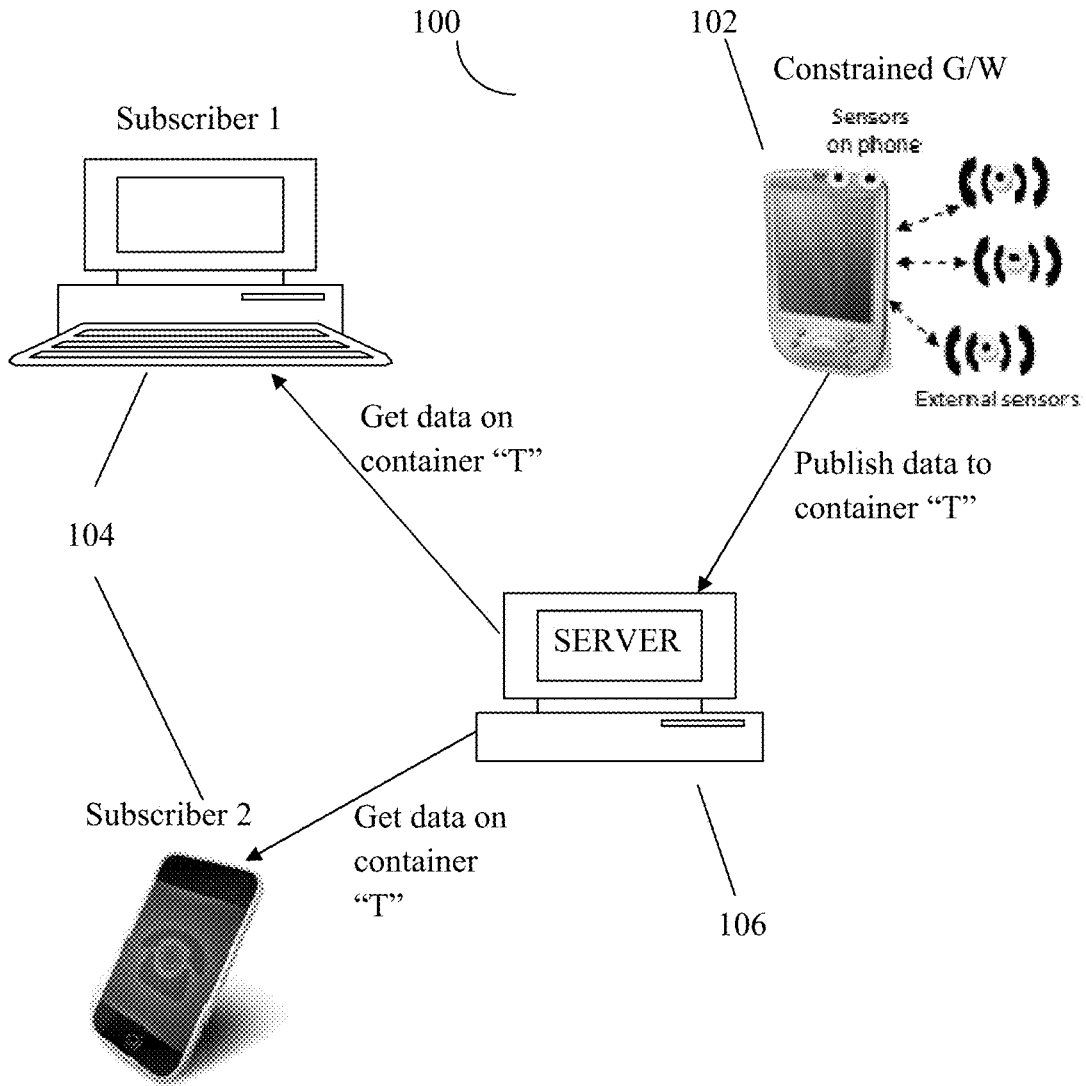 100
102
Constrained G/W
Subscriber 1
Sensors
on phone
External sensors
Get data on
container “T”
Publish data to
container “T”
104
SERVER
Subscriber 2
Get data on
container
“T”
106